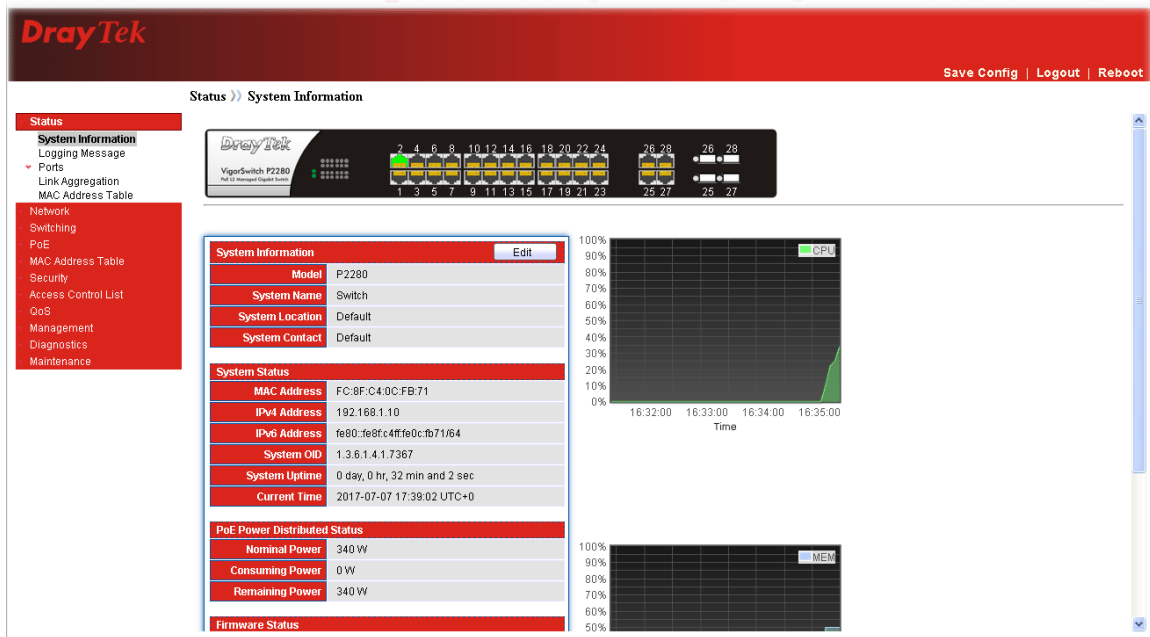 DrayTek
Save Config | Logout | Reboot
Status » System Information
Status
System Information
Logging Message
Ports
Link Aggregation
MAC Address Table
Network
Switching
PoE
MAC Address Table
Security
Access Control List
QoS
Management
Diagnostics
Maintenance
DrayTek
VigorSwitch P2280
PoE L2 Managed Gigabit Switch
2 4 6 8 10 12 14 16 18 20 22 24 26 28 26 28
1 3 5 7 9 11 13 15 17 19 21 23 25 27 25 27
System Information Edit
Model P2280
System Name Switch
System Location Default
System Contact Default
System Status
MAC Address FC:8F:C4:0C:FB:71
IPv4 Address 192.168.1.10
IPv6 Address fe80::fe8f:c4ff:fe0c:fb71/64
System OID 1.3.6.1.4.1.7367
System Uptime 0 day, 0 hr, 32 min and 2 sec
Current Time 2017-07-07 17:39:02 UTC+0
PoE Power Distributed Status
Nominal Power 340 W
Consuming Power 0 W
Remaining Power 340 W
Firmware Status
100%
90%
80%
70%
60%
50%
40%
30%
20%
10%
0%
CPU
16:32:00 16:33:00 16:34:00 16:35:00
Time
100%
90%
80%
70%
60%
50%
MEM